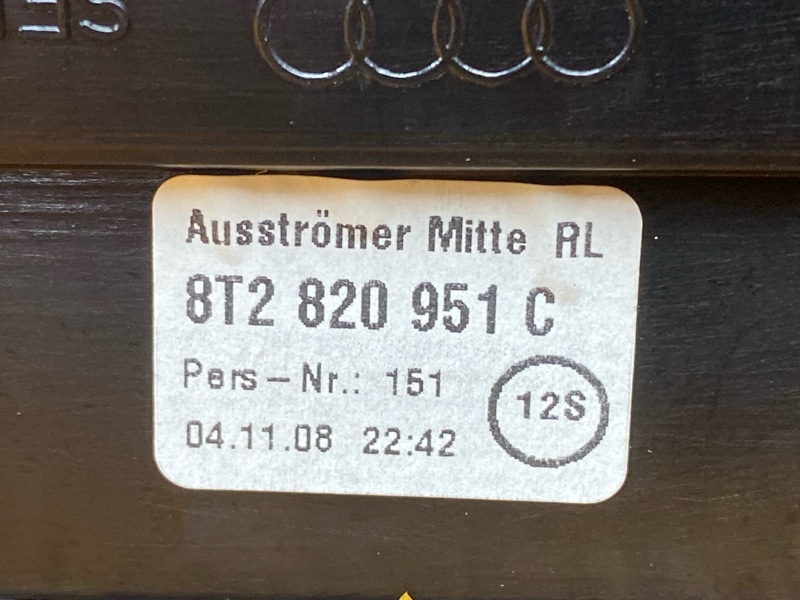 Ausströmer Mitte RL
8T2 820 951 C
Pers-Nr.: 151
12S
04.11.08 22:42